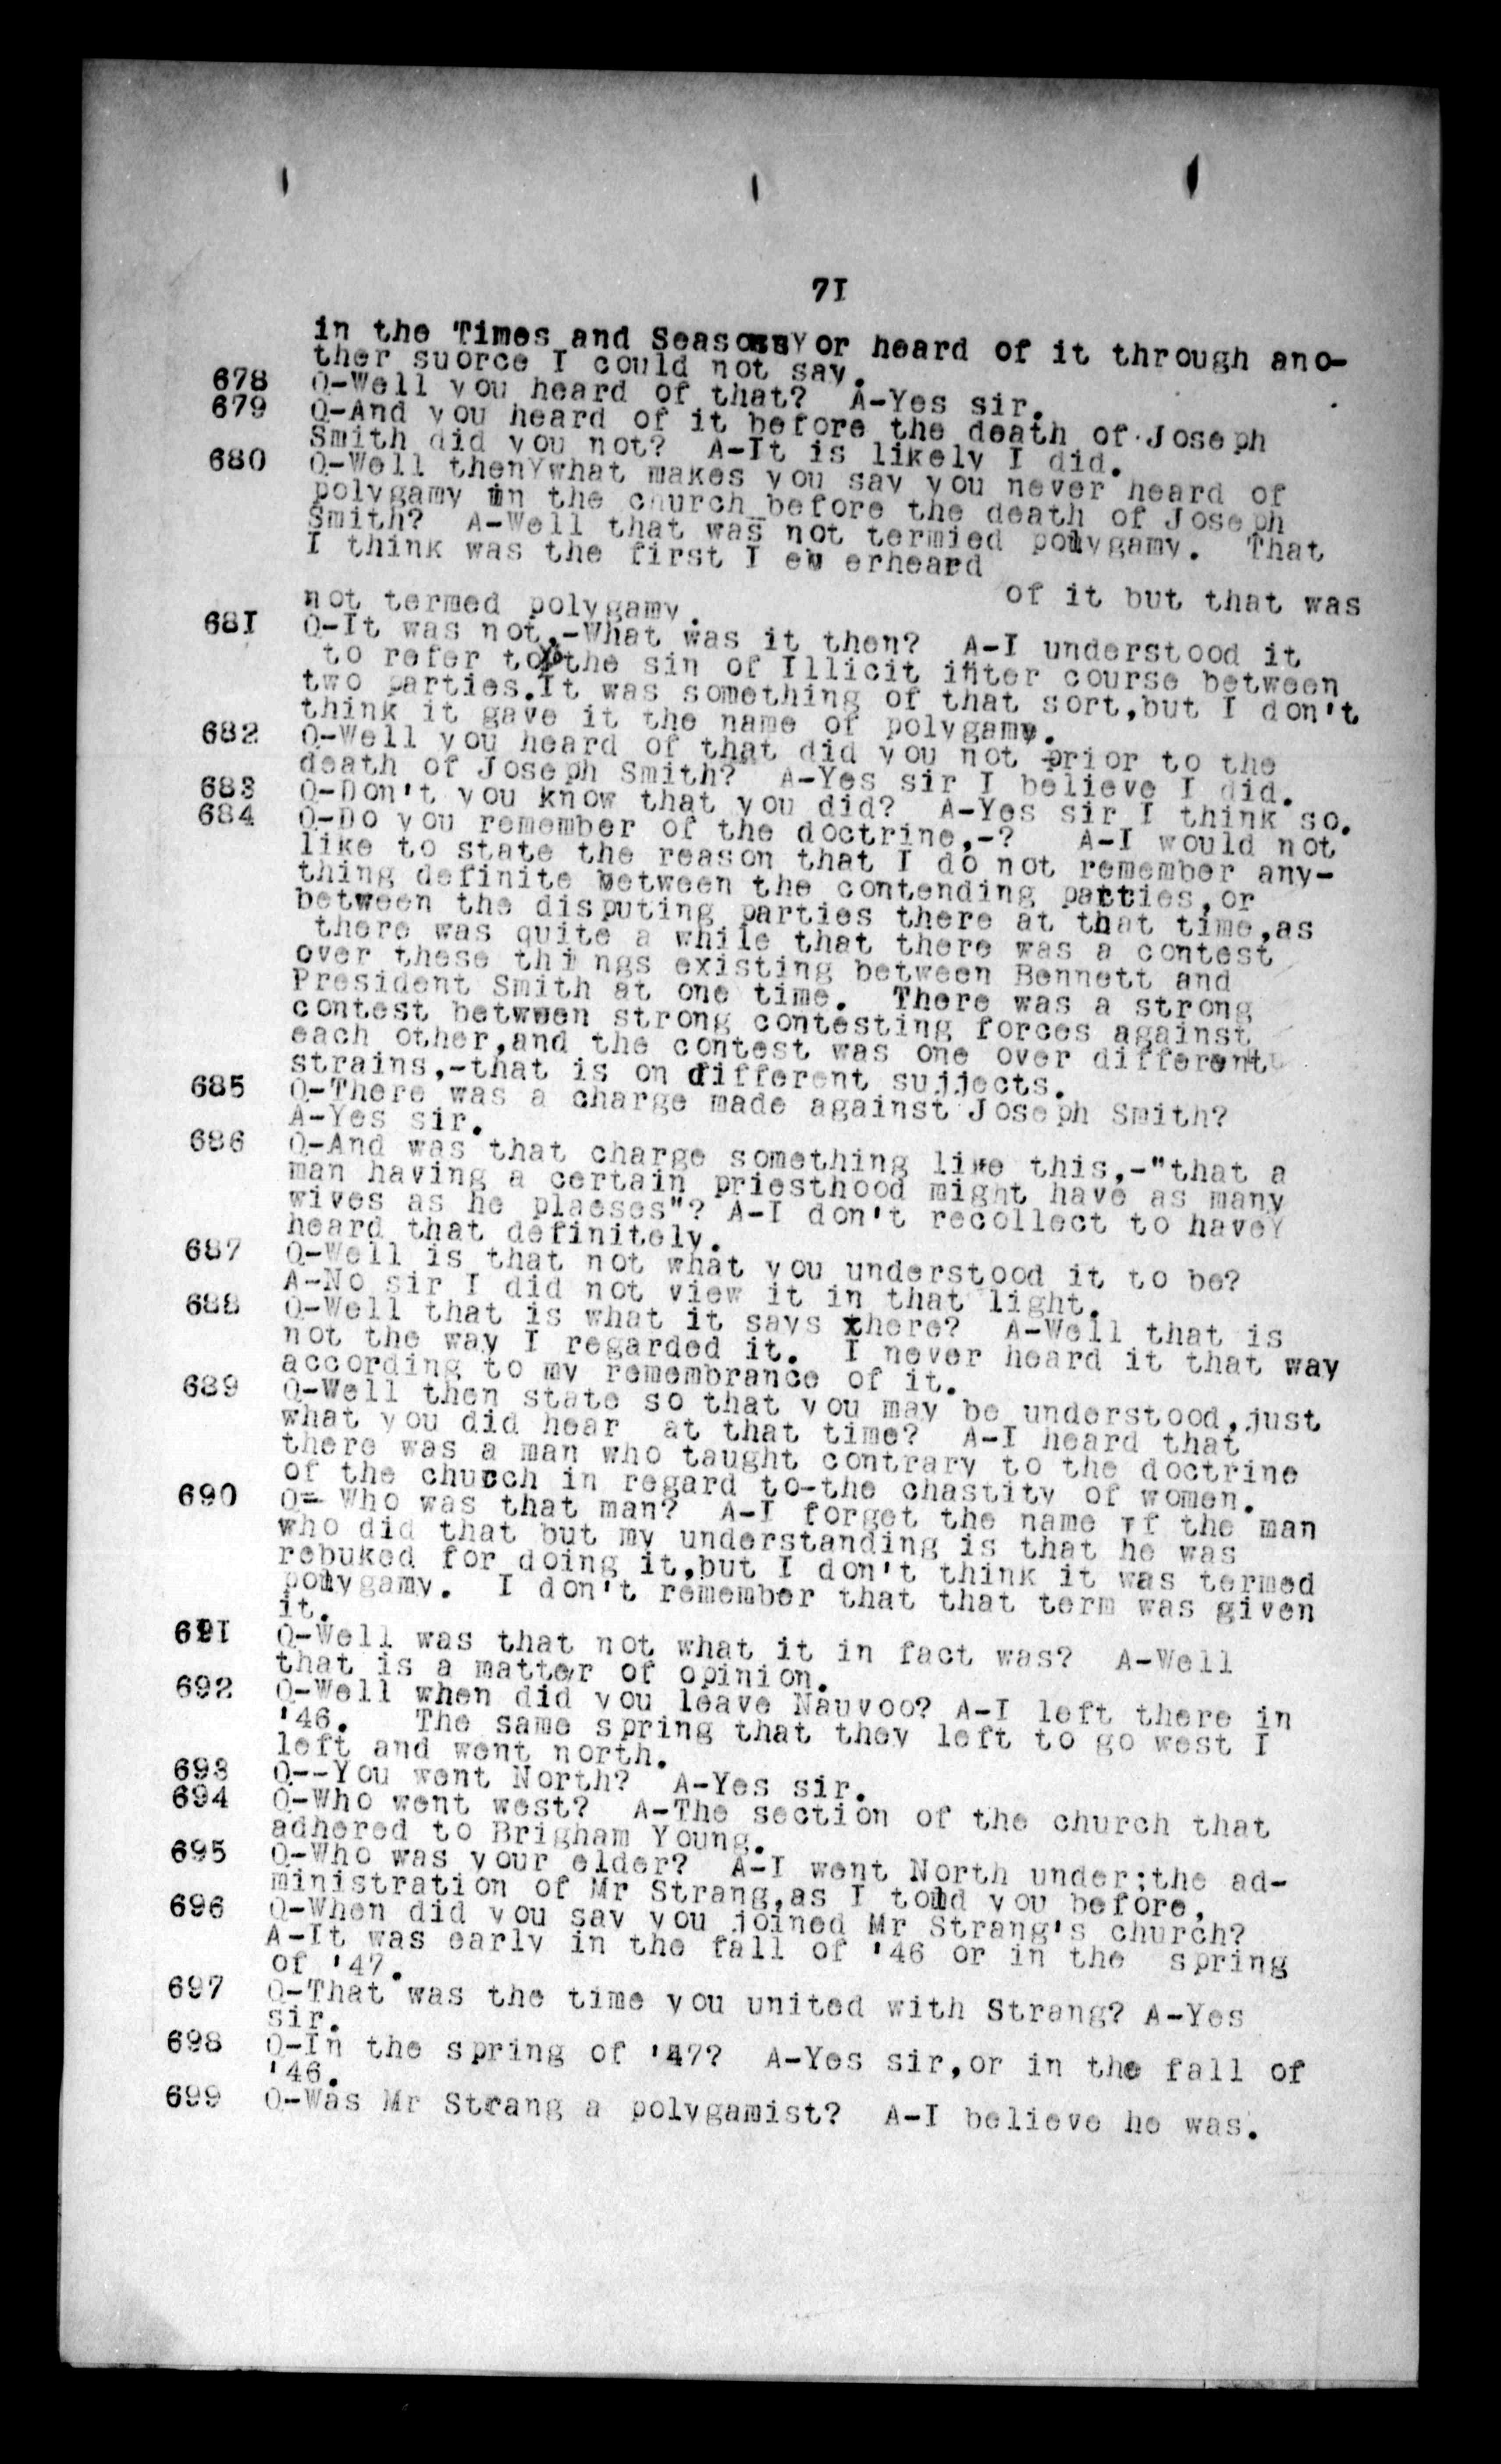 71
in the Times and Seasons or heard of it through ano-
ther suorce I could not say.
678 Q-Well you heard of that? A-Yes sir.
679 Q-And you heard of it before the death of Joseph
Smith did you not? A-It is likely I did.
680 Q-Well then what makes you say you never heard of
polygamy in the church before the death of Joseph
Smith? A-Well that was not termied polygamy. That
I think was the first I ev erheard
of it but that was
not termed polygamy.
681 Q-It was not,-What was it then? A-I understood it
to refer to the sin of Illicit inter course between
two parties.It was something of that sort,but I don't
think it gave it the name of polygamy.
682 Q-Well you heard of that did you not prior to the
death of Joseph Smith? A-Yes sir I believe I did.
683 Q-Don't you know that you did? A-Yes sir I think so.
684 Q-Do you remember of the doctrine,-? A-I would not
like to state the reason that I do not remember any-
thing definite between the contending parties,or
between the disputing parties there at that time,as
there was quite a while that there was a contest
over these thi ngs existing between Bennett and
President Smith at one time. There was a strong
contest between strong contesting forces against
each other,and the contest was one over different
strains,-that is on different sujjects.
685 Q-There was a charge made against Joseph Smith?
A-Yes sir.
686 Q-And was that charge something like this,-"that a
man having a certain priesthood might have as many
wives as he plaeses"? A-I don't recollect to have
heard that definitely.
687 Q-Well is that not what you understood it to be?
A-No sir I did not view it in that light.
688 Q-Well that is what it says there? A-Well that is
not the way I regarded it. I never heard it that way
according to my remembrance of it.
689 Q-Well then state so that you may be understood,just
what you did hear at that time? A-I heard that
there was a man who taught contrary to the doctrine
of the church in regard to-the chastity of women.
690 Q= Who was that man? A-I forget the name if the man
who did that but my understanding is that he was
rebuked for doing it,but I don't think it was termed
polygamy. I don't remember that that term was given
it.
691 Q-Well was that not what it in fact was? A-Well
that is a matter of opinion.
692 Q-Well when did you leave Nauvoo? A-I left there in
'46. The same spring that they left to go west I
left and went north.
693 Q--You went North? A-Yes sir.
694 Q-Who went west? A-The section of the church that
adhered to Brigham Young.
695 Q-Who was your elder? A-I went North under;the ad-
ministration of Mr Strang,as I told you before,
696 Q-When did you say you joined Mr Strang's church?
A-It was early in the fall of '46 or in the spring
of '47.
697 Q-That was the time you united with Strang? A-Yes
sir.
698 Q-In the spring of '47? A-Yes sir,or in the fall of
'46.
699 Q-Was Mr Strang a polygamist? A-I believe he was.